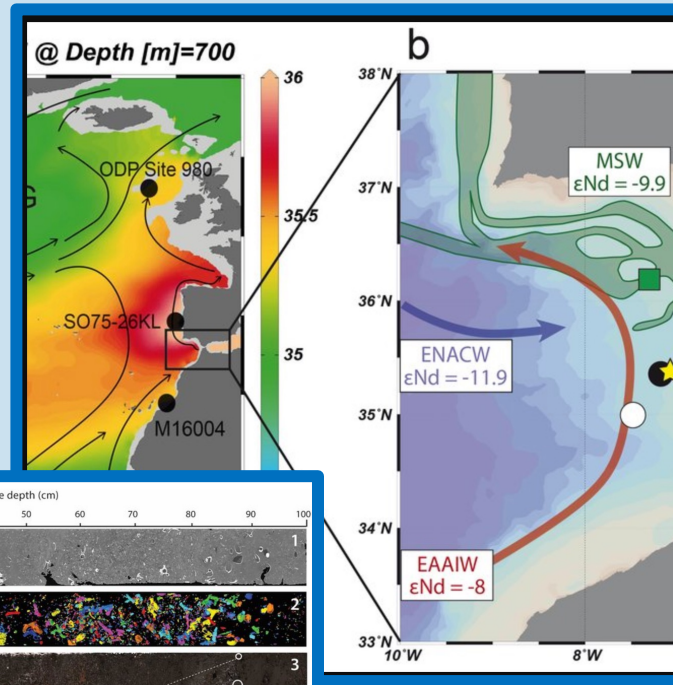 @ Depth [m]=700
36
35.5
35
ODP Site 980
SO75-26KL
M16004
b
38°N
37°N
36°N
35°N
34°N
33°N
10°W
8°W
MSW
εNd = -9.9
ENACW
εNd = -11.9
EAAIW
εNd = -8
depth (cm)
50 60 70 80 90 100
1
2
3